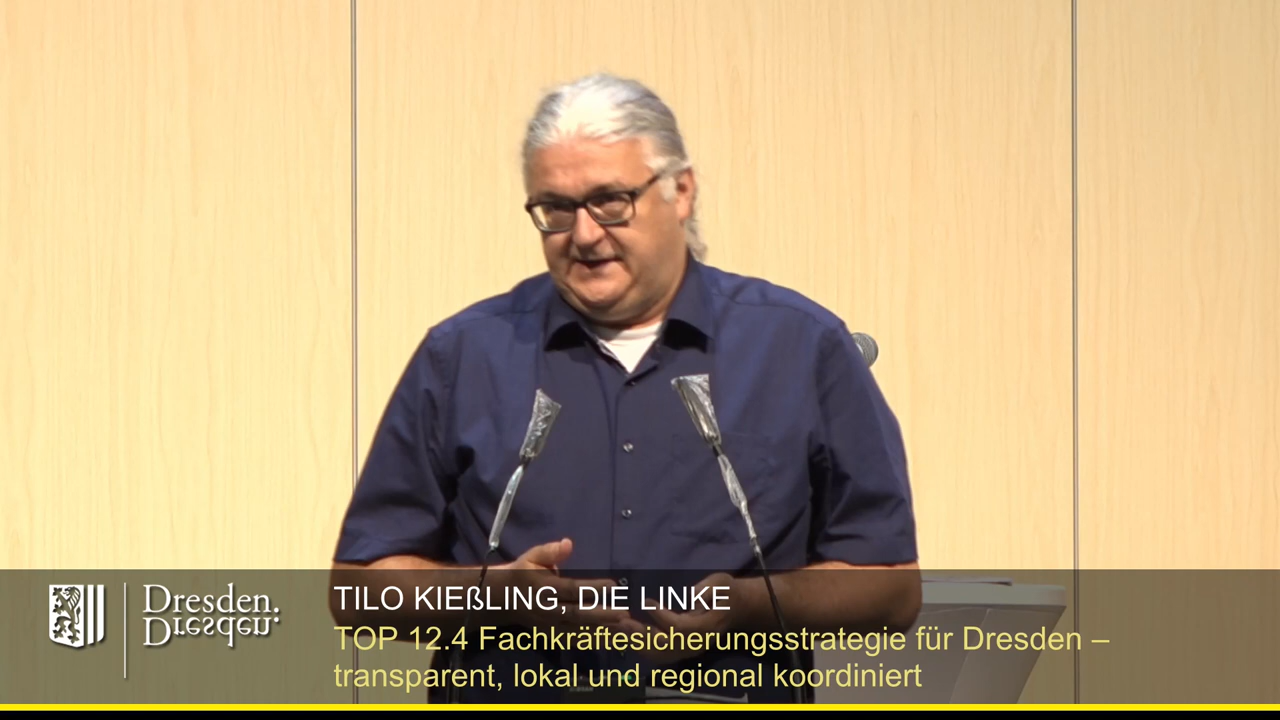 Dresden.
Dresden.
TILO KIEßLING, DIE LINKE
TOP 12.4 Fachkräftesicherungsstrategie für Dresden –
transparent, lokal und regional koordiniert